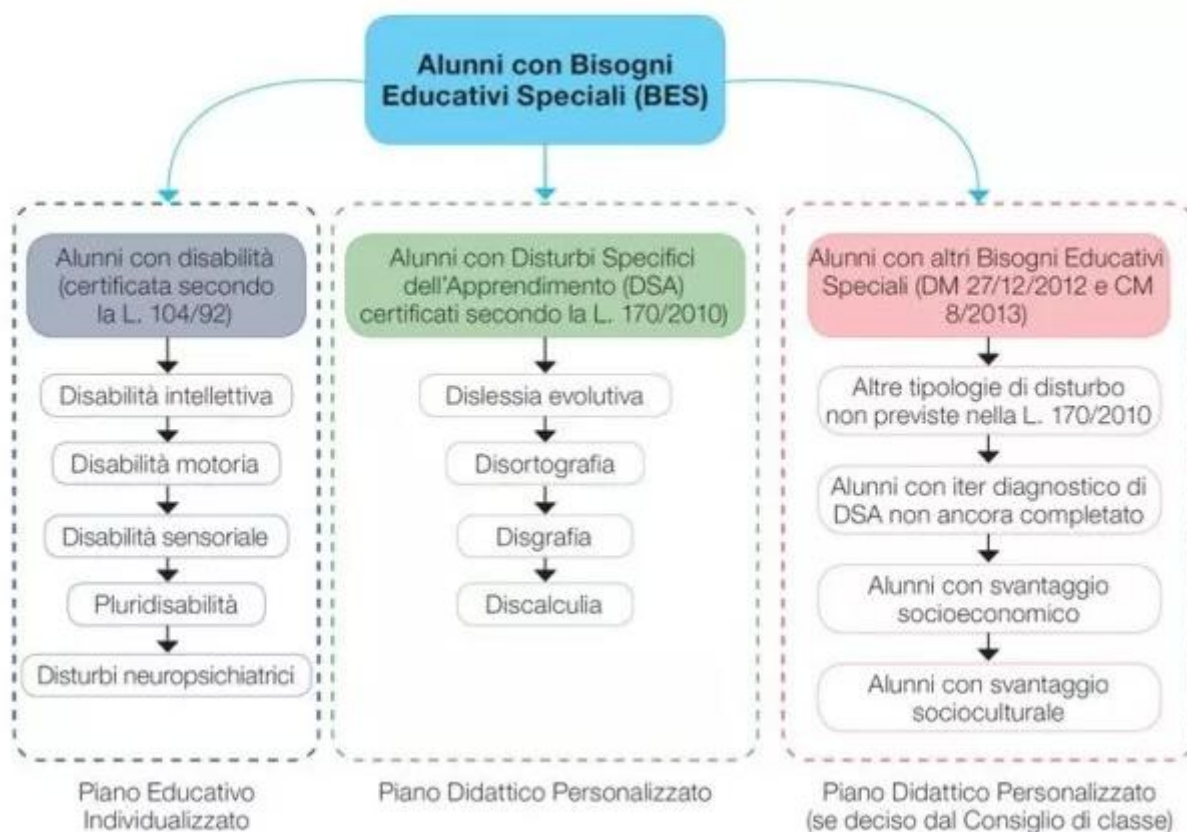 Alunni con Bisogni
Educativi Speciali (BES)
Alunni con disabilità
(certificata secondo
la L. 104/92)
Disabilità intellettiva
Disabilità motoria
Disabilità sensoriale
Pluridisabilità
Disturbi neuropsichiatrici
Piano Educativo
Individualizzato
Alunni con Disturbi Specifici
dell'Apprendimento (DSA)
certificati secondo la L. 170/2010)
Dislessia evolutiva
Disortografia
Disgrafia
Discalculia
Piano Didattico Personalizzato
Alunni con altri Bisogni Educativi
Speciali (DM 27/12/2012 e CM
8/2013)
Altre tipologie di disturbo
non previste nella L. 170/2010
Alunni con iter diagnostico di
DSA non ancora completato
Alunni con svantaggio
socioeconomico
Alunni con svantaggio
socioculturale
Piano Didattico Personalizzato
(se deciso dal Consiglio di classe)